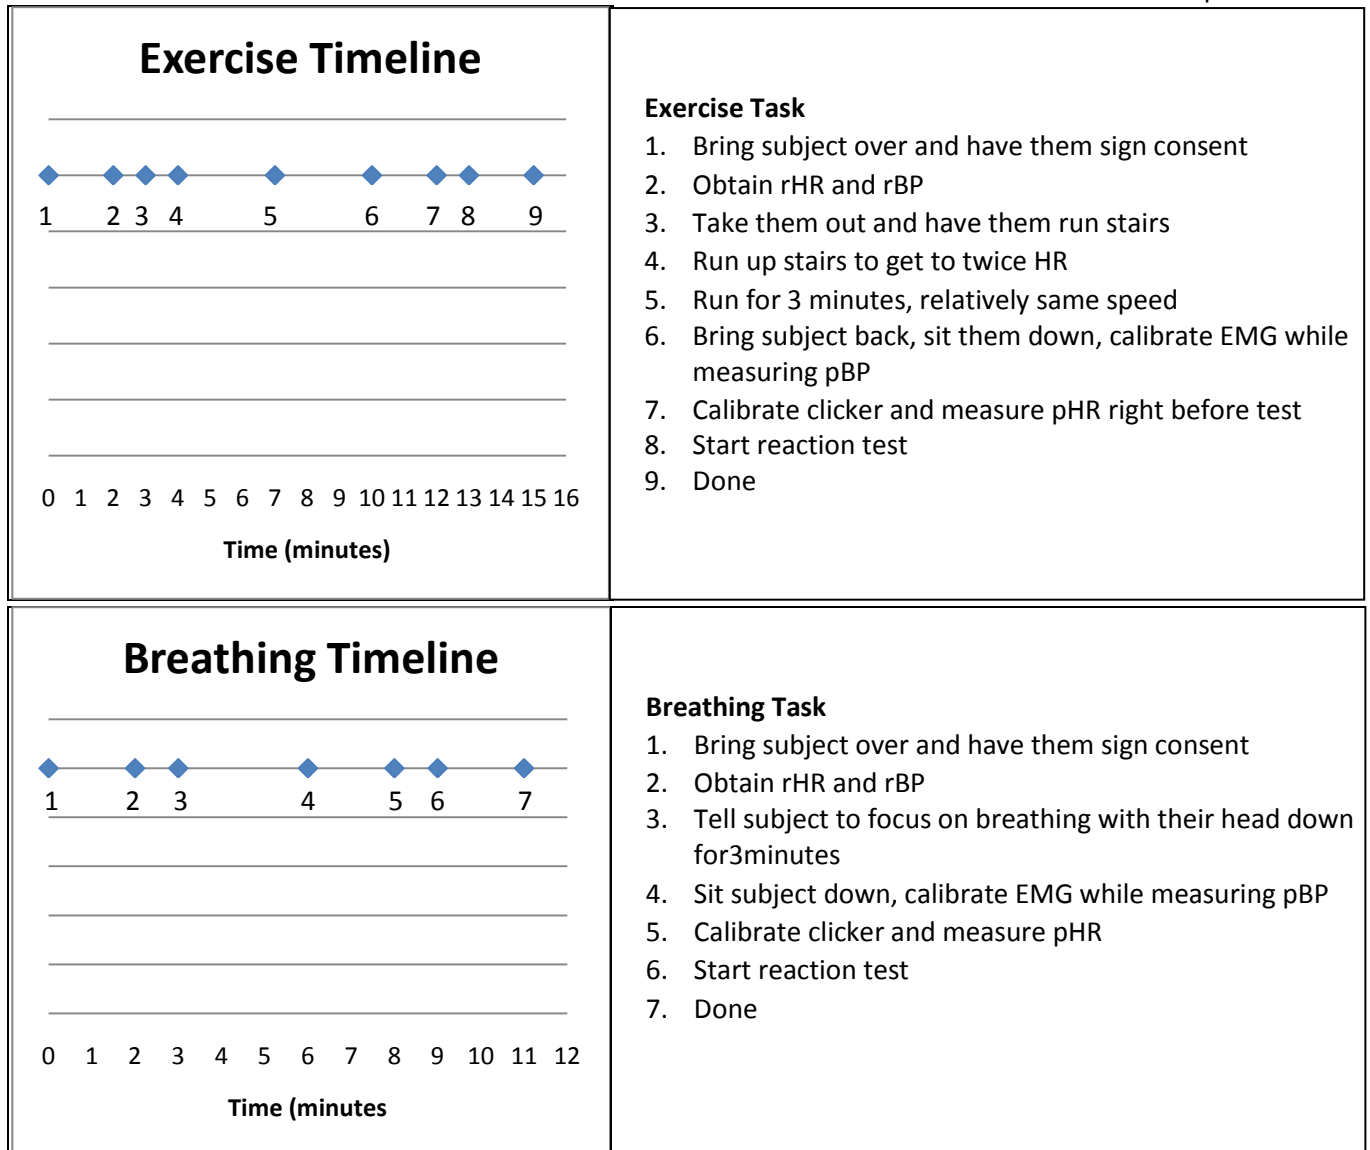 Exercise Timeline
1 2 3 4 5 6 7 8 9
0 1 2 3 4 5 6 7 8 9 10 11 12 13 14 15 16
Time (minutes)
Exercise Task
1. Bring subject over and have them sign consent
2. Obtain rHR and rBP
3. Take them out and have them run stairs
4. Run up stairs to get to twice HR
5. Run for 3 minutes, relatively same speed
6. Bring subject back, sit them down, calibrate EMG while
measuring pBP
7. Calibrate clicker and measure pHR right before test
8. Start reaction test
9. Done
Breathing Timeline
1 2 3 4 5 6 7
0 1 2 3 4 5 6 7 8 9 10 11 12
Time (minutes
Breathing Task
1. Bring subject over and have them sign consent
2. Obtain rHR and rBP
3. Tell subject to focus on breathing with their head down
for3minutes
4. Sit subject down, calibrate EMG while measuring pBP
5. Calibrate clicker and measure pHR
6. Start reaction test
7. Done